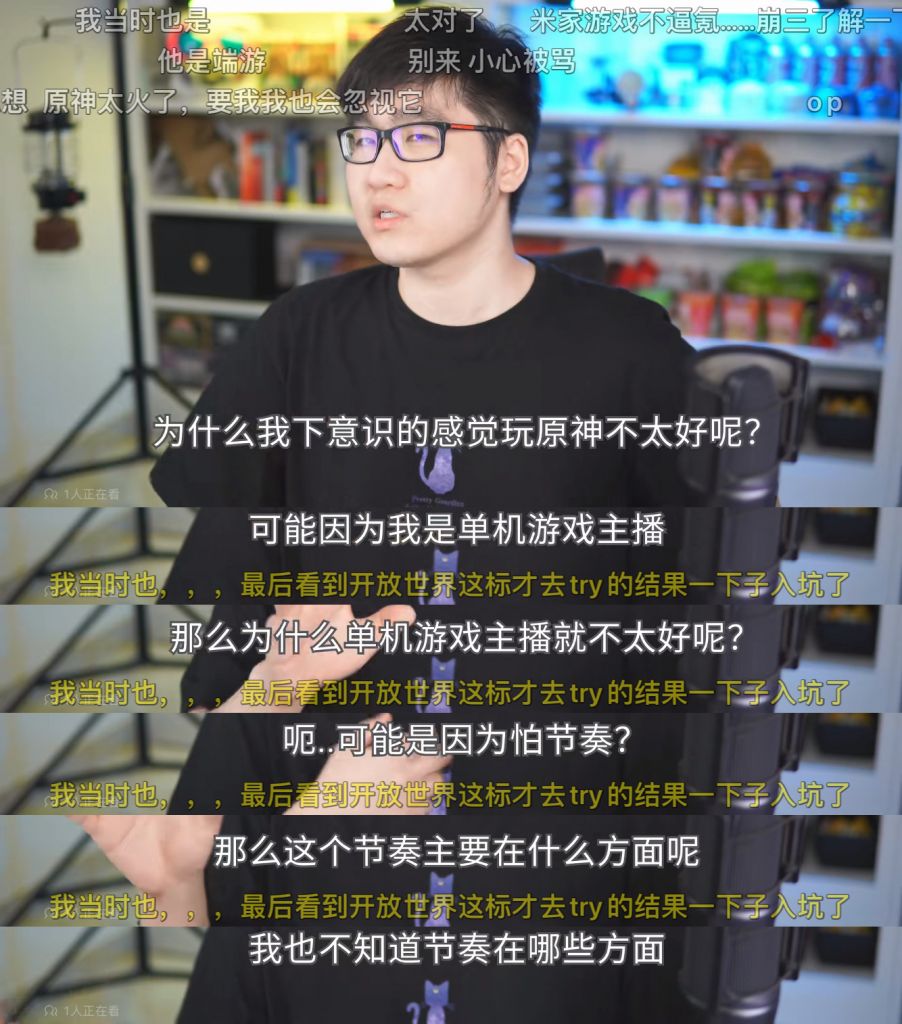 我当时也是
太对了
米家游戏不逼氪……崩三了解一下
他是端游
别来 小心被骂
想 原神太火了，要我我也会忽视它
op
为什么我下意识的感觉玩原神不太好呢？
1人正在看
可能因为我是单机游戏主播
我当时也，，，最后看到开放世界这标才去try的结果一下子入坑了
那么为什么单机游戏主播就不太好呢？
我当时也，，，最后看到开放世界这标才去try的结果一下子入坑了
呃..可能是因为怕节奏？
我当时也，，，最后看到开放世界这标才去try的结果一下子入坑了
那么这个节奏主要在什么方面呢
我当时也，，，最后看到开放世界这标才去try的结果一下子入坑了
我也不知道节奏在哪些方面
1人正在看